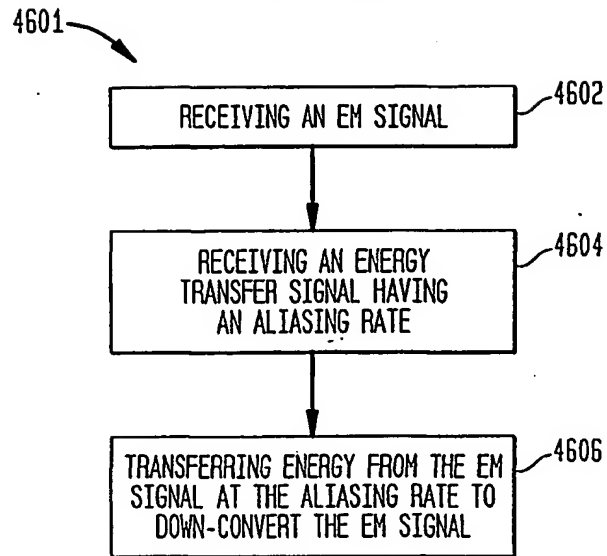 4601
RECEIVING AN EM SIGNAL
4602
RECEIVING AN ENERGY
TRANSFER SIGNAL HAVING
AN ALIASING RATE
4604
TRANSFERRING ENERGY FROM THE EM
SIGNAL AT THE ALIASING RATE TO
DOWN-CONVERT THE EM SIGNAL
4606